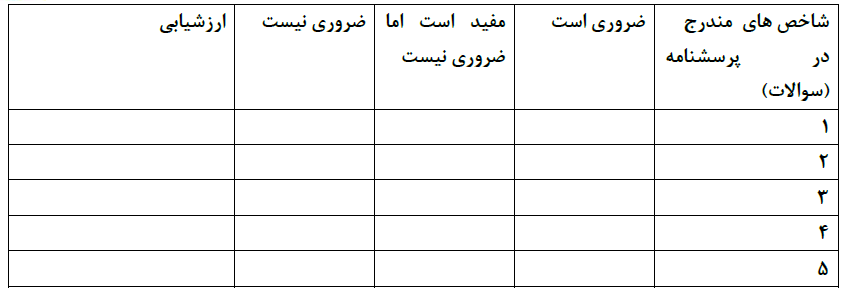 شاخص های مندرج
در پرسشنامه
(سوالات)
ضروری است
مفید است اما
ضروری نیست
ضروری نیست
ارزشیابی
۱
۲
۳
۴
۵